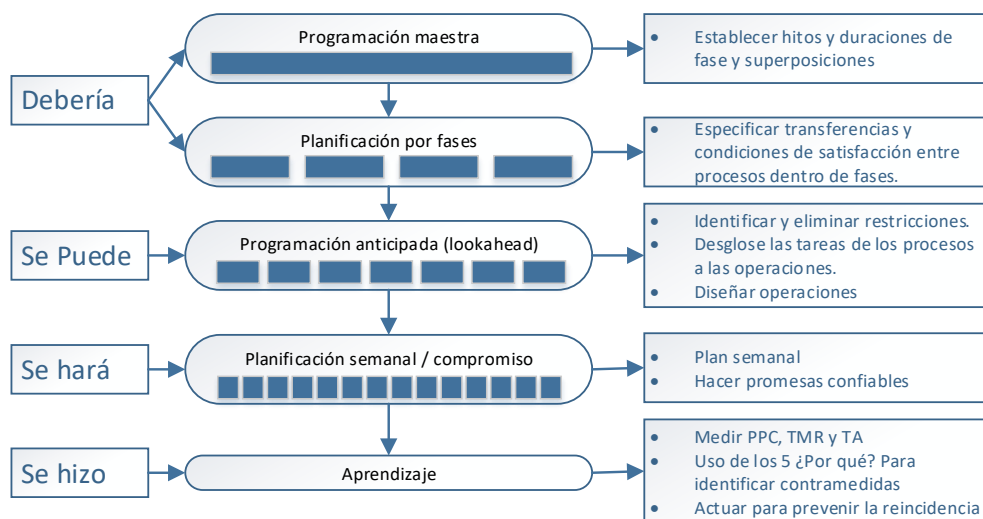 Programación maestra
• Establecer hitos y duraciones de
fase y superposiciones
Debería
Planificación por fases
• Especificar transferencias y
condiciones de satisfacción entre
procesos dentro de fases.
Se Puede
Programación anticipada (lookahead)
• Identificar y eliminar restricciones.
• Desglose las tareas de los procesos
a las operaciones.
• Diseñar operaciones
Se hará
Planificación semanal / compromiso
• Plan semanal
• Hacer promesas confiables
Se hizo
Aprendizaje
• Medir PPC, TMR y TA
• Uso de los 5 ¿Por qué? Para
identificar contramedidas
• Actuar para prevenir la reincidencia